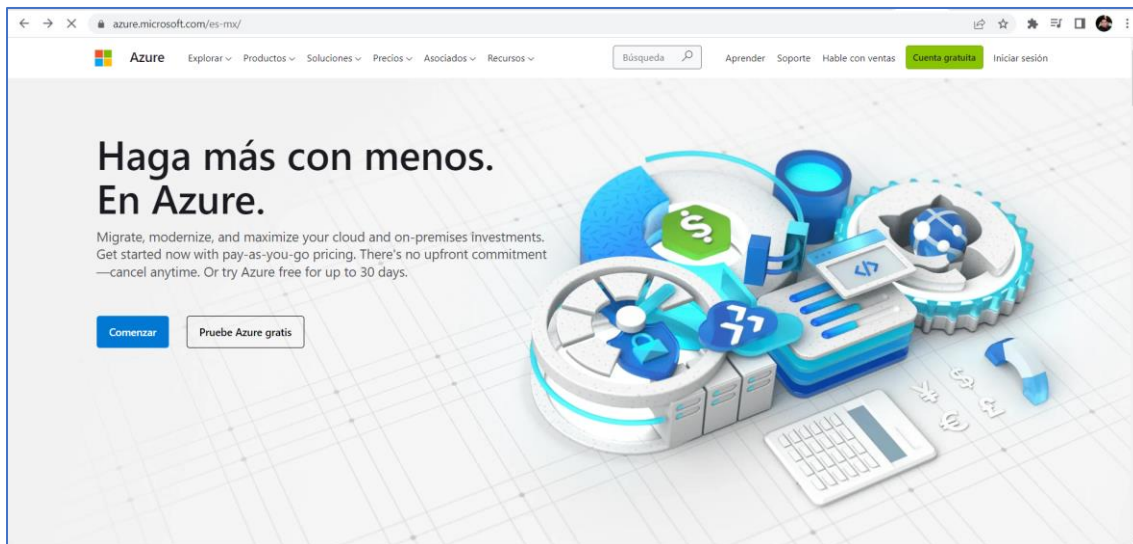 azure.microsoft.com/es-mx/
Azure Explorar Productos Soluciones Precios Asociados Recursos Búsqueda Aprender Soporte Hable con ventas Cuenta gratuita Iniciar sesión
Haga más con menos.
En Azure.
Migrate, modernize, and maximize your cloud and on-premises investments.
Get started now with pay-as-you-go pricing. There's no upfront commitment
—cancel anytime. Or try Azure free for up to 30 days.
Comenzar Pruebe Azure gratis
$
</>
¥ $
€ £